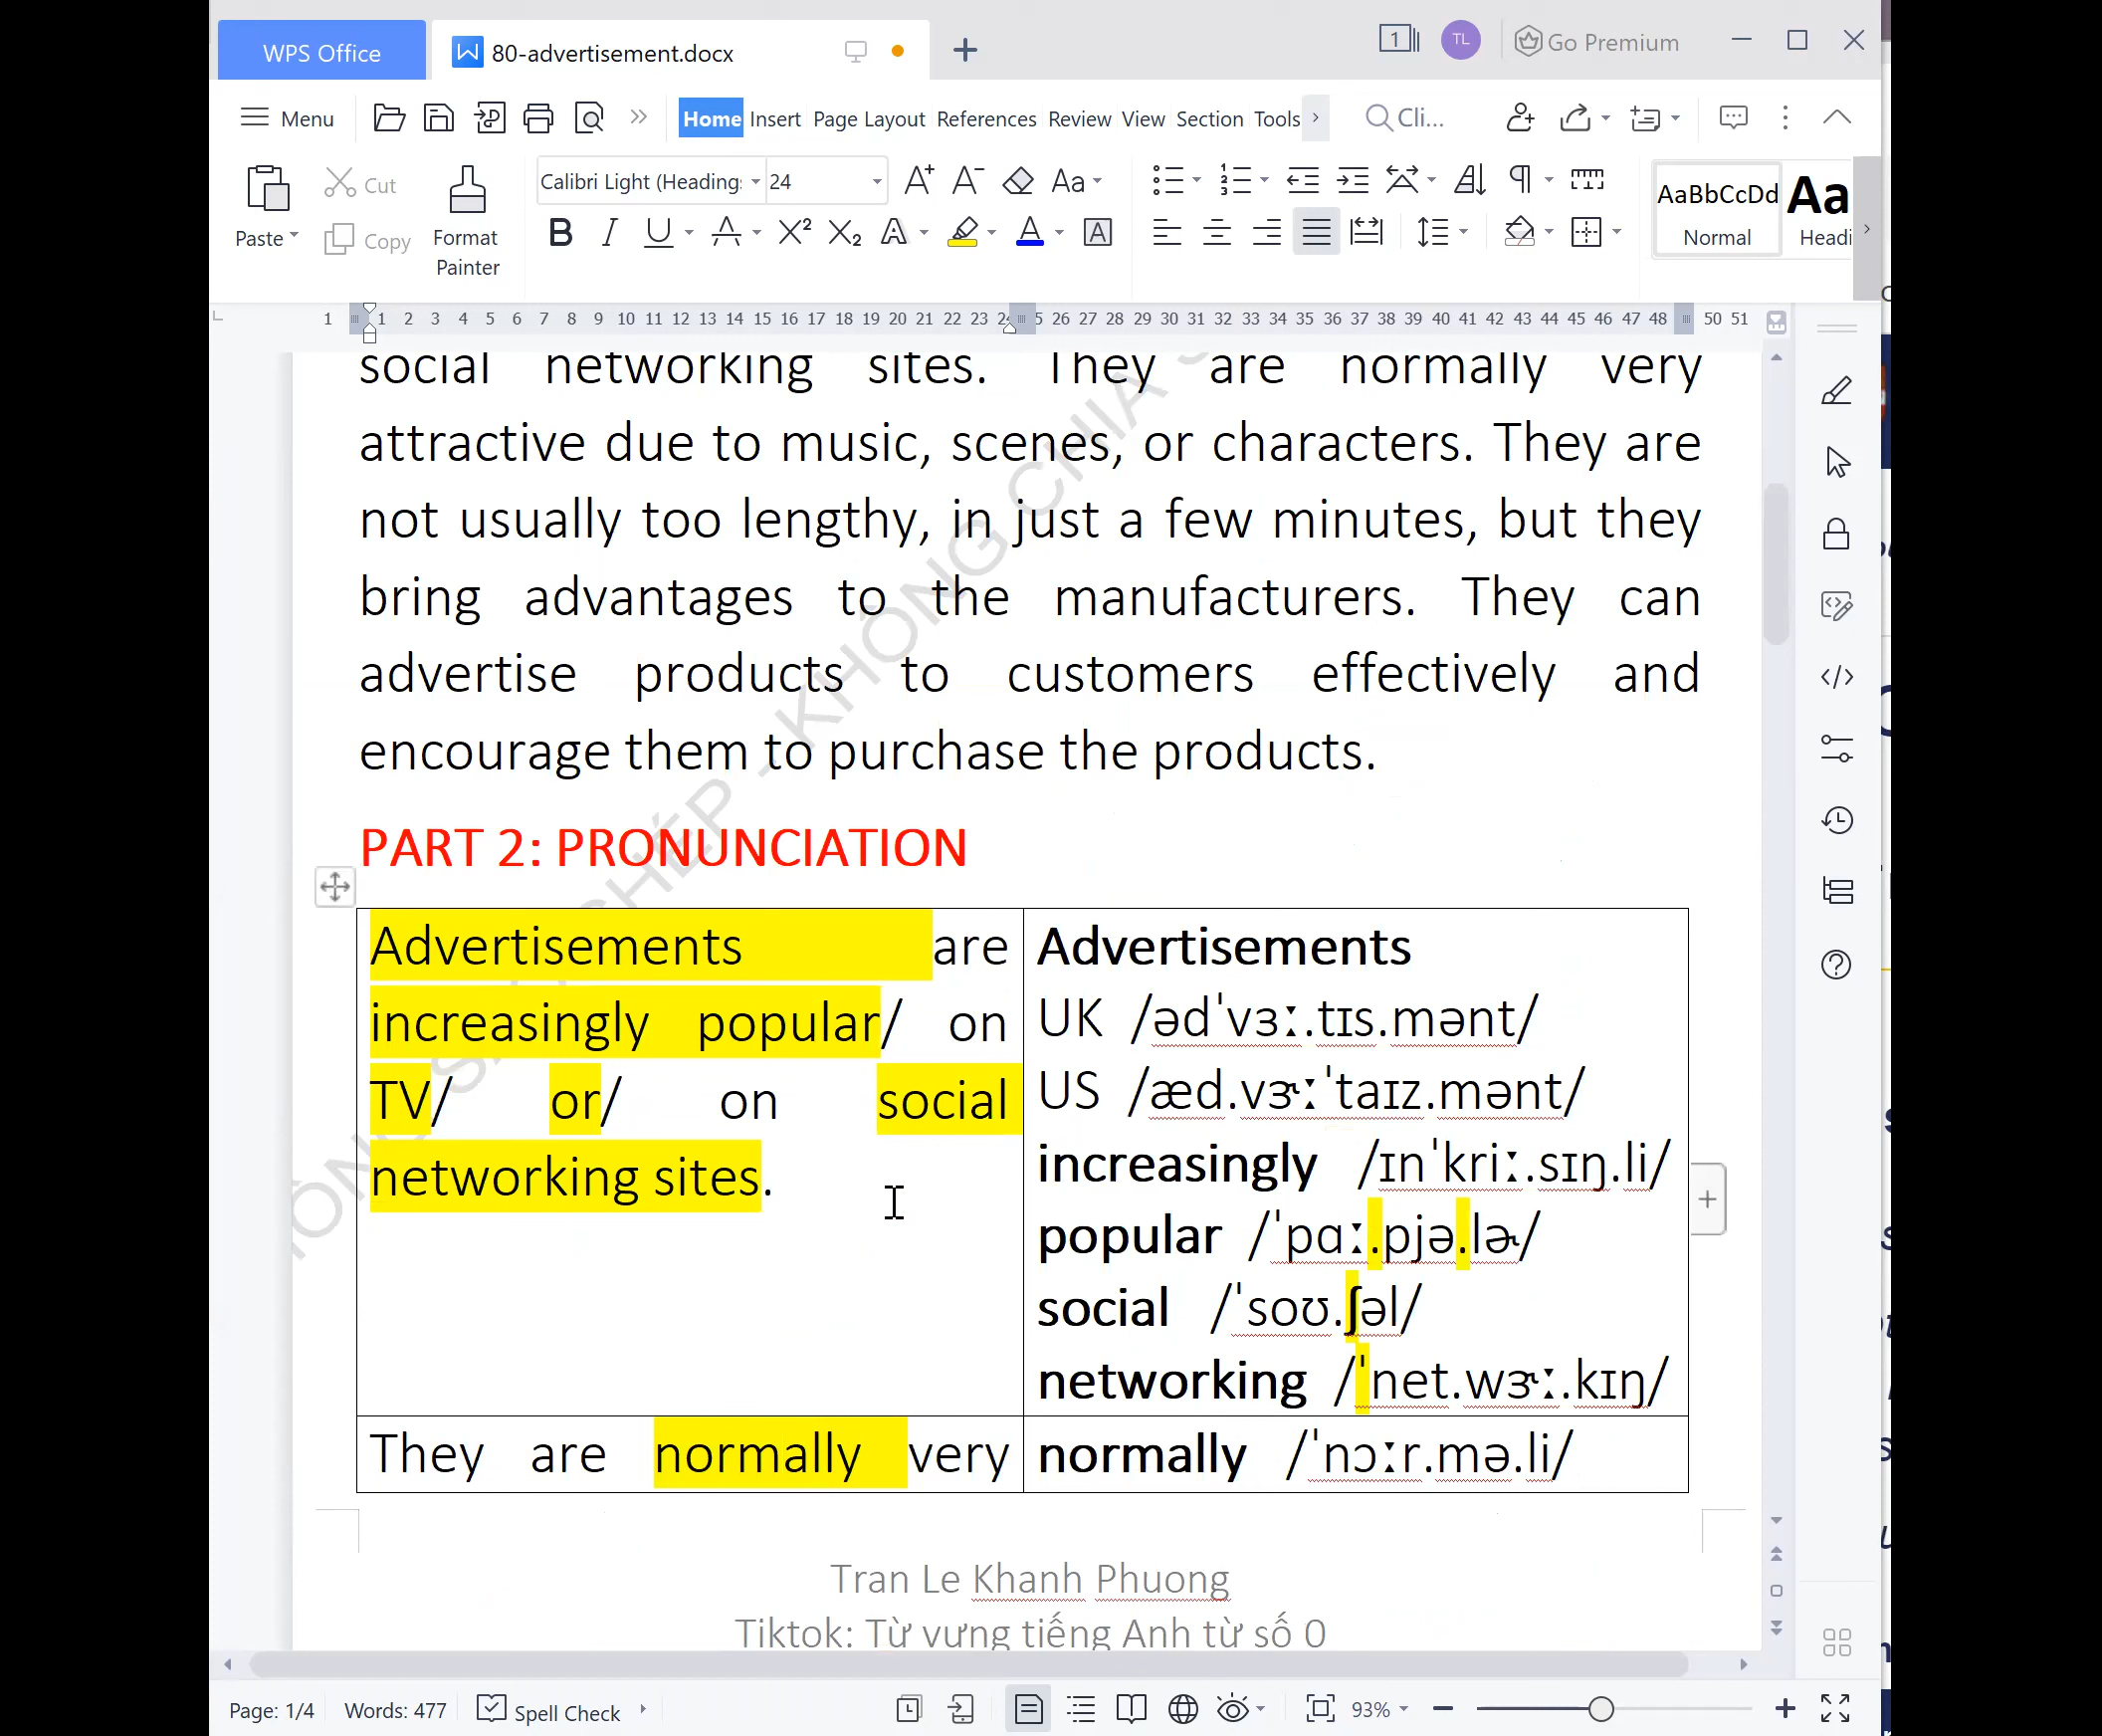 WPS Office
80-advertisement.docx
1
TL
Go Premium
Menu
Home Insert Page Layout References Review View Section Tools
Cli...
Paste
Cut
Copy
Format Painter
Calibri Light (Heading:
24
AaBbCcDd
Normal
Aa
Headi
social networking sites. They are normally very
attractive due to music, scenes, or characters. They are
not usually too lengthy, in just a few minutes, but they
bring advantages to the manufacturers. They can
advertise products to customers effectively and
encourage them to purchase the products.
PART 2: PRONUNCIATION
Advertisements are
increasingly popular/ on
TV/ or/ on social
networking sites.
Advertisements
UK /ədˈvɜː.tɪs.mənt/
US /æd.vɝːˈtaɪz.mənt/
increasingly /ɪnˈkriː.sɪŋ.li/
popular /ˈpɑː.pjə.lɚ/
social /ˈsoʊ.ʃəl/
networking /ˈnet.wɝː.kɪŋ/
They are normally very
normally /ˈnɔːr.mə.li/
Tran Le Khanh Phuong
Tiktok: Từ vựng tiếng Anh từ số 0
Page: 1/4
Words: 477
Spell Check
93%